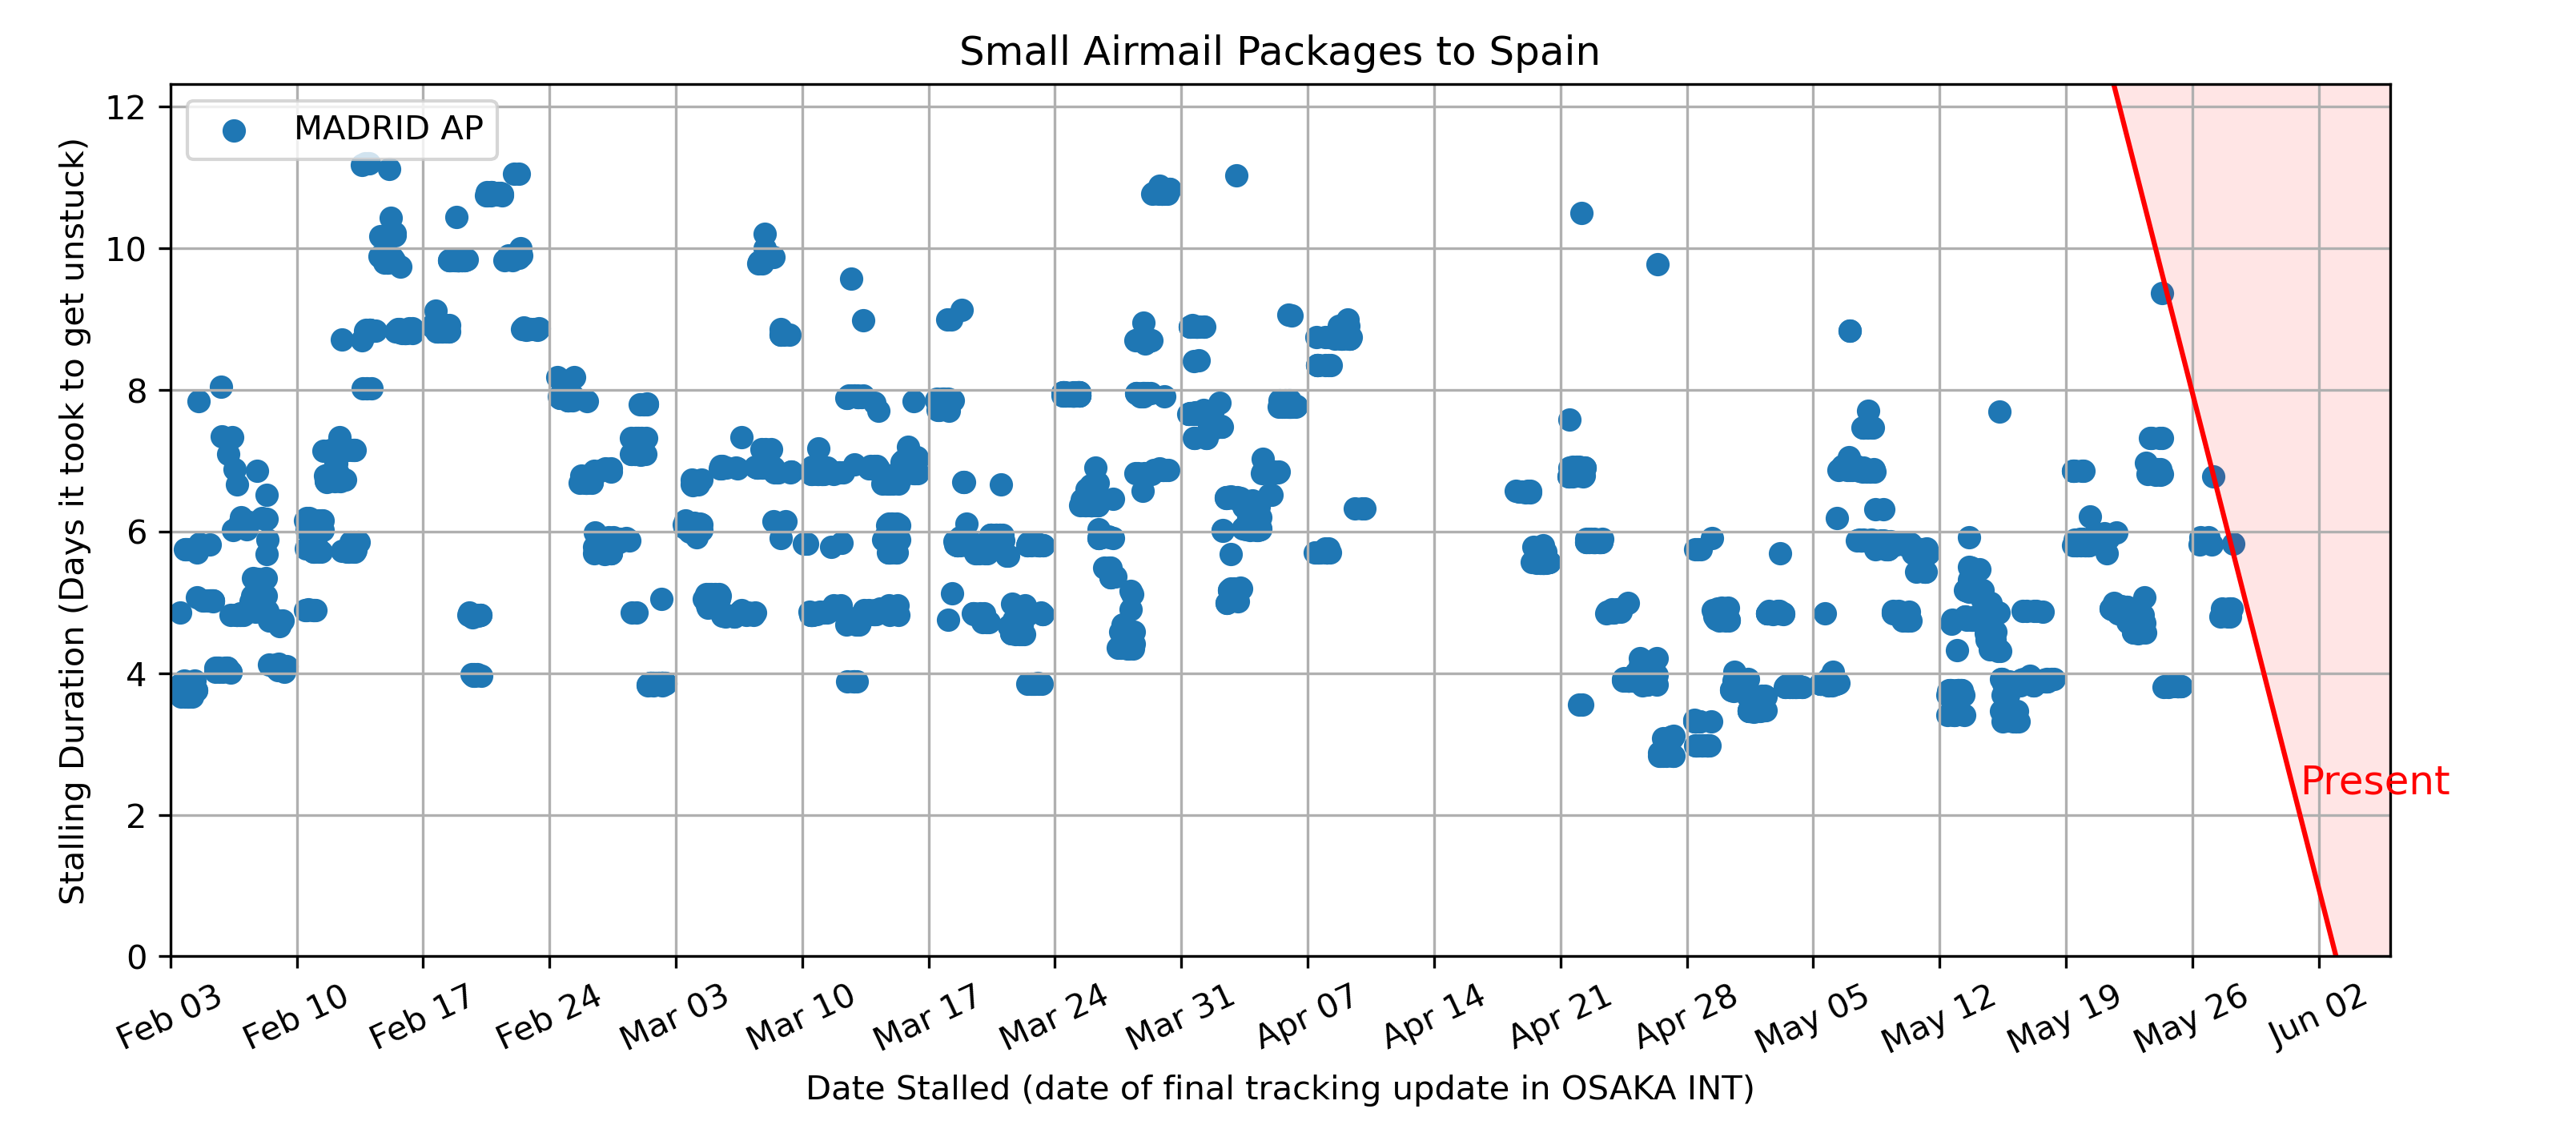 Small Airmail Packages to Spain
MADRID AP
Stalling Duration (Days it took to get unstuck)
12
10
8
6
4
2
0
Present
Feb 03
Feb 10
Feb 17
Feb 24
Mar 03
Mar 10
Mar 17
Mar 24
Mar 31
Apr 07
Apr 14
Apr 21
Apr 28
May 05
May 12
May 19
May 26
Jun 02
Date Stalled (date of final tracking update in OSAKA INT)